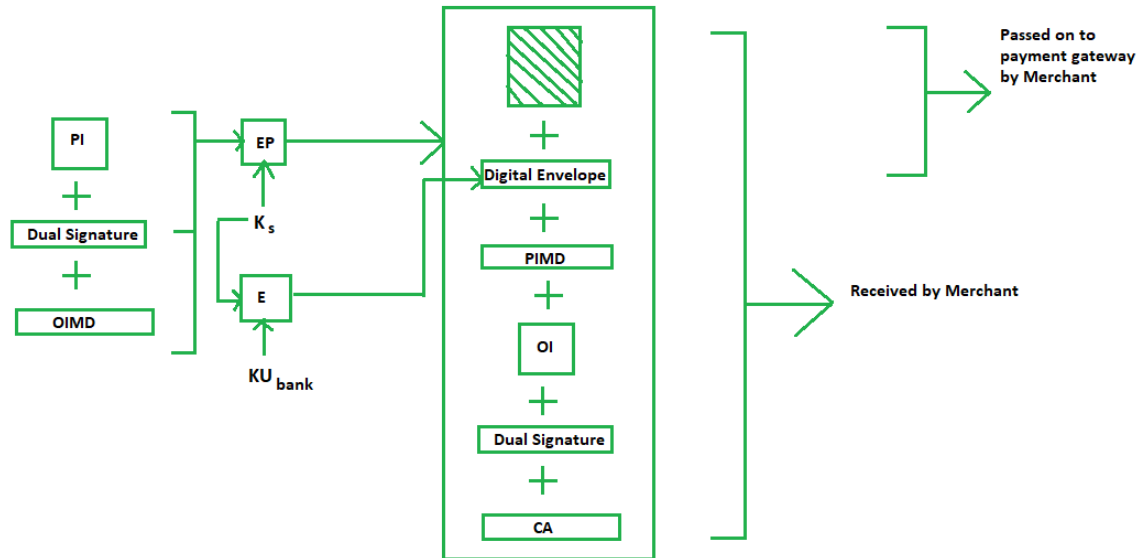 PI
Dual Signature
OIMD
EP
K s
E
KU bank
Digital Envelope
PIMD
OI
Dual Signature
CA
Received by Merchant
Passed on to
payment gateway
by Merchant